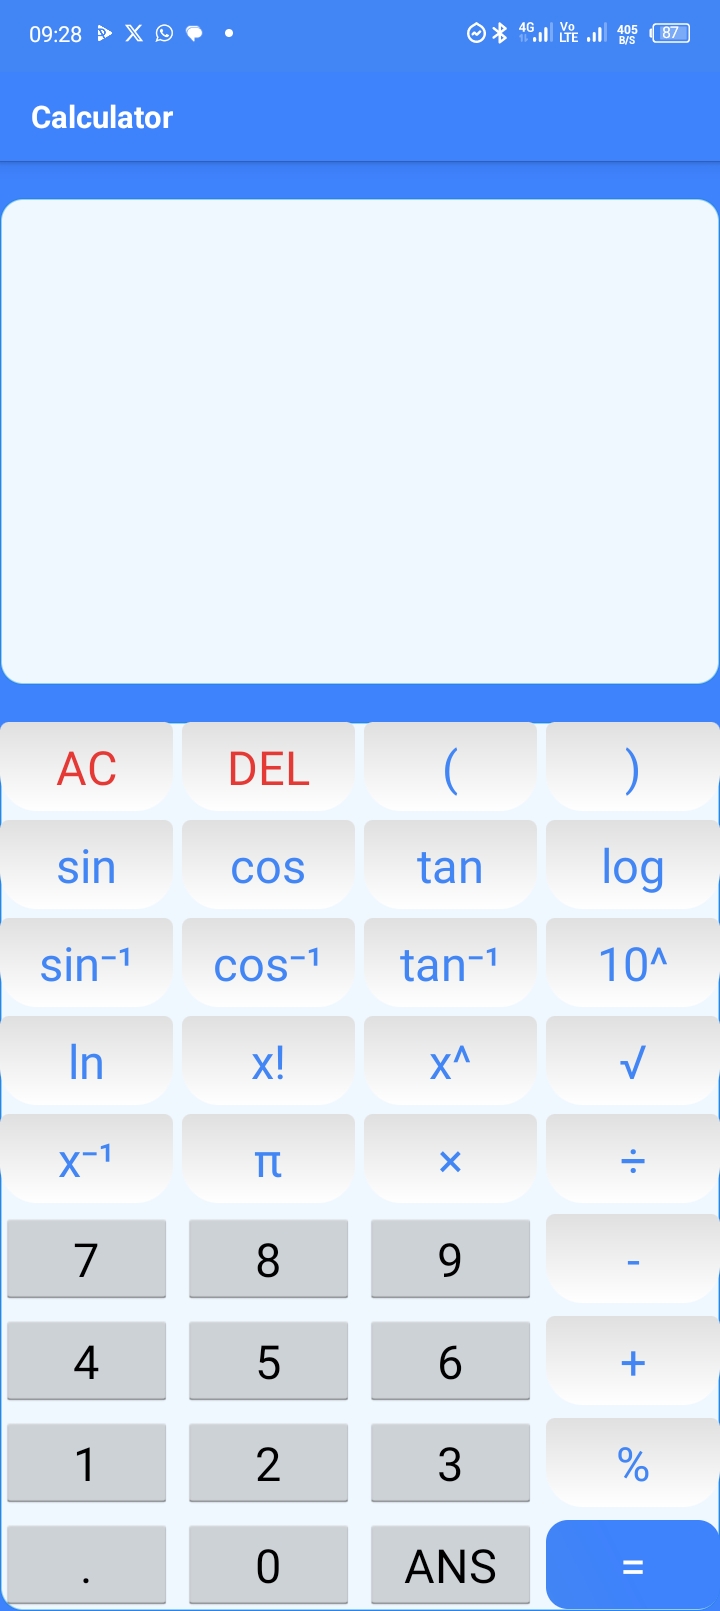 09:28 4G Vo LTE 405 B/S 87
Calculator
AC DEL ( )
sin cos tan log
sin⁻¹ cos⁻¹ tan⁻¹ 10^
ln x! x^ √
x⁻¹ π × ÷
7 8 9 -
4 5 6 +
1 2 3 %
. 0 ANS =